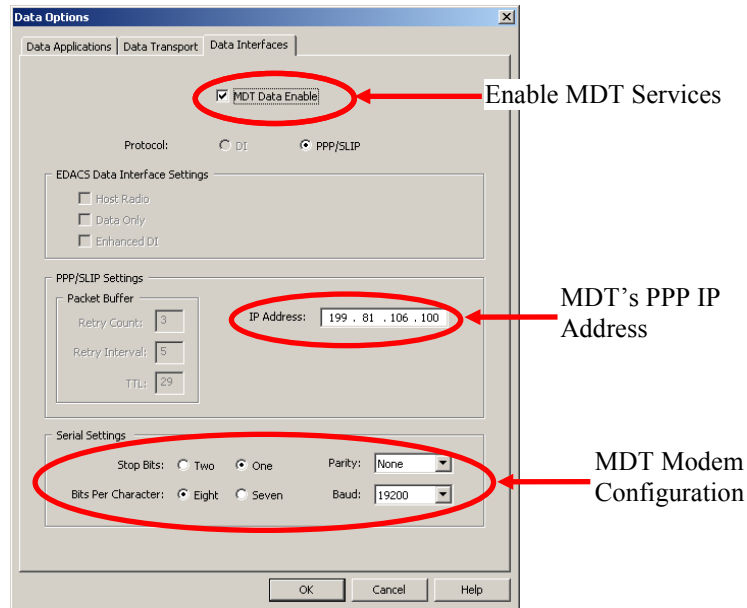 Data Options
Data Applications Data Transport Data Interfaces
MDT Data Enable
Enable MDT Services
Protocol: DI PPP/SLIP
EDACS Data Interface Settings
Host Radio
Data Only
Enhanced DI
PPP/SLIP Settings
Packet Buffer
Retry Count: 3
Retry Interval: 5
TTL: 29
IP Address: 199 . 81 . 106 . 100
MDT’s PPP IP
Address
Serial Settings
Stop Bits: Two One Parity: None
Bits Per Character: Eight Seven Baud: 19200
MDT Modem
Configuration
OK Cancel Help